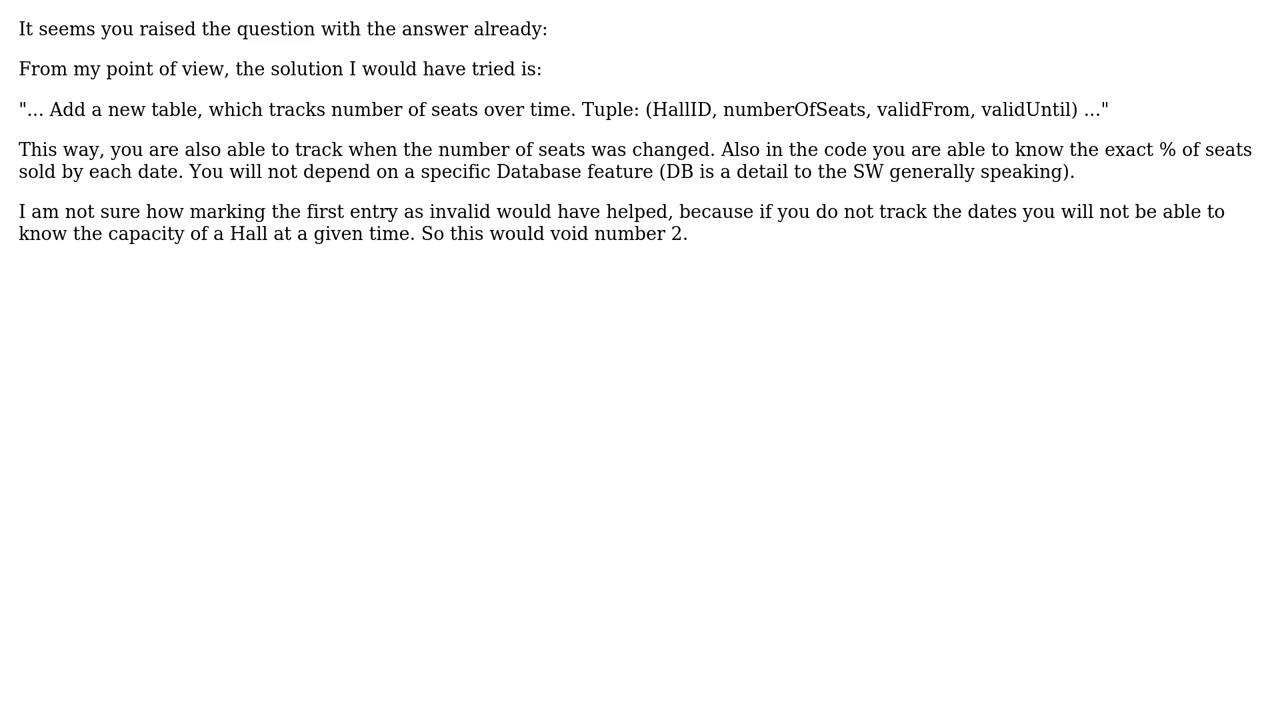 It seems you raised the question with the answer already:
From my point of view, the solution I would have tried is:
"... Add a new table, which tracks number of seats over time. Tuple: (HallID, numberOfSeats, validFrom, validUntil) ..."
This way, you are also able to track when the number of seats was changed. Also in the code you are able to know the exact % of seats
sold by each date. You will not depend on a specific Database feature (DB is a detail to the SW generally speaking).
I am not sure how marking the first entry as invalid would have helped, because if you do not track the dates you will not be able to
know the capacity of a Hall at a given time. So this would void number 2.